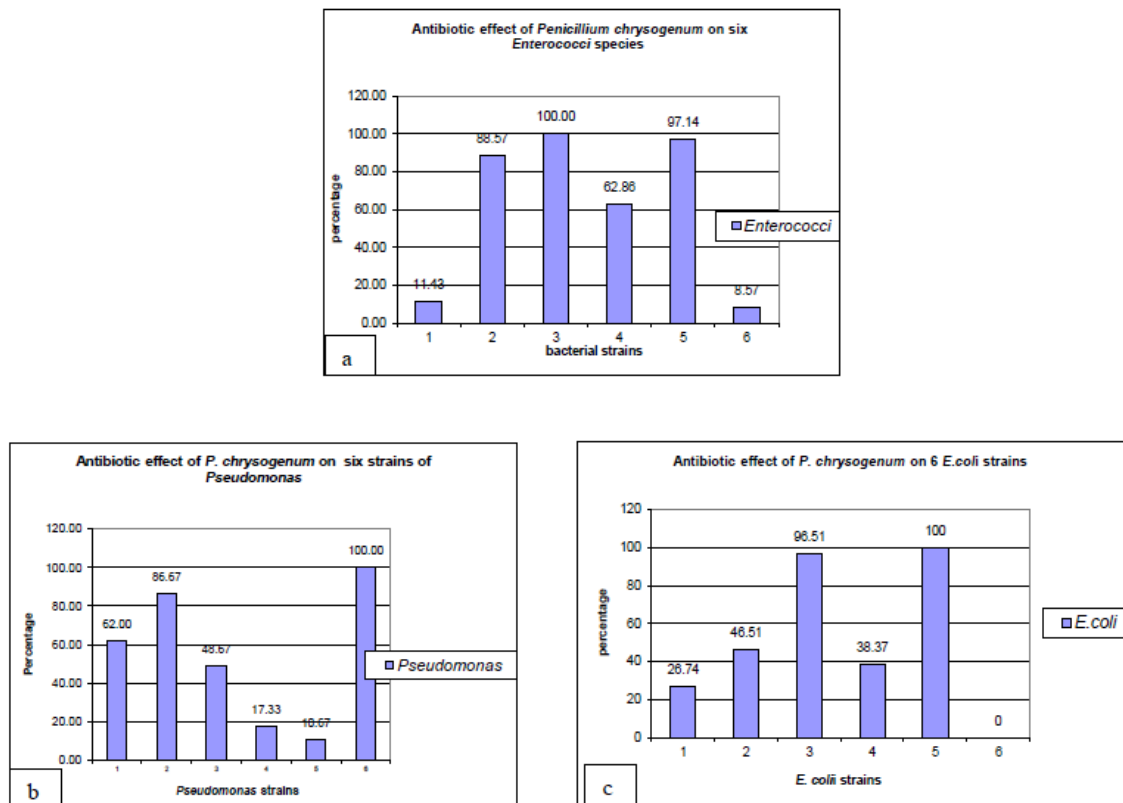 Antibiotic effect of Penicillium chrysogenum on six
Enterococci species
120.00
100.00
80.00
60.00
40.00
20.00
0.00
percentage
11.43
88.57
100.00
62.86
97.14
8.57
1 2 3 4 5 6
bacterial strains
Enterococci
a
Antibiotic effect of P. chrysogenum on six strains of
Pseudomonas
120.00
100.00
80.00
60.00
40.00
20.00
0.00
Percentage
62.00
86.67
48.67
17.33
10.67
100.00
1 2 3 4 5 6
Pseudomonas strains
Pseudomonas
b
Antibiotic effect of P. chrysogenum on 6 E.coli strains
120
100
80
60
40
20
0
percentage
26.74
46.51
96.51
38.37
100
0
1 2 3 4 5 6
E. coli strains
E.coli
c